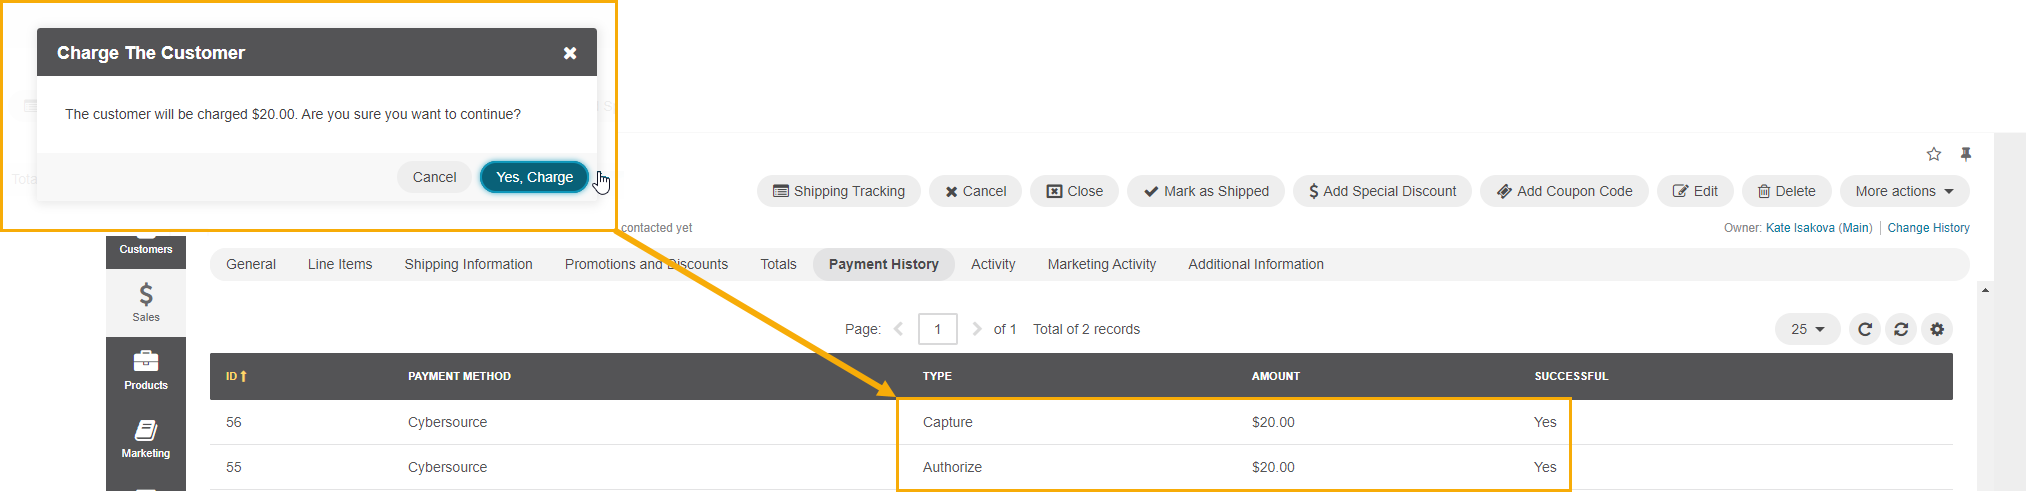 Charge The Customer
The customer will be charged $20.00. Are you sure you want to continue?
Cancel Yes, Charge
Shipping Tracking Cancel Close Mark as Shipped Add Special Discount Add Coupon Code Edit Delete More actions
contacted yet Owner: Kate Isakova (Main) Change History
Customers
General Line Items Shipping Information Promotions and Discounts Totals Payment History Activity Marketing Activity Additional Information
Sales
Page: 1 of 1 Total of 2 records 25
ID PAYMENT METHOD TYPE AMOUNT SUCCESSFUL
Products
56 Cybersource Capture $20.00 Yes
Marketing
55 Cybersource Authorize $20.00 Yes